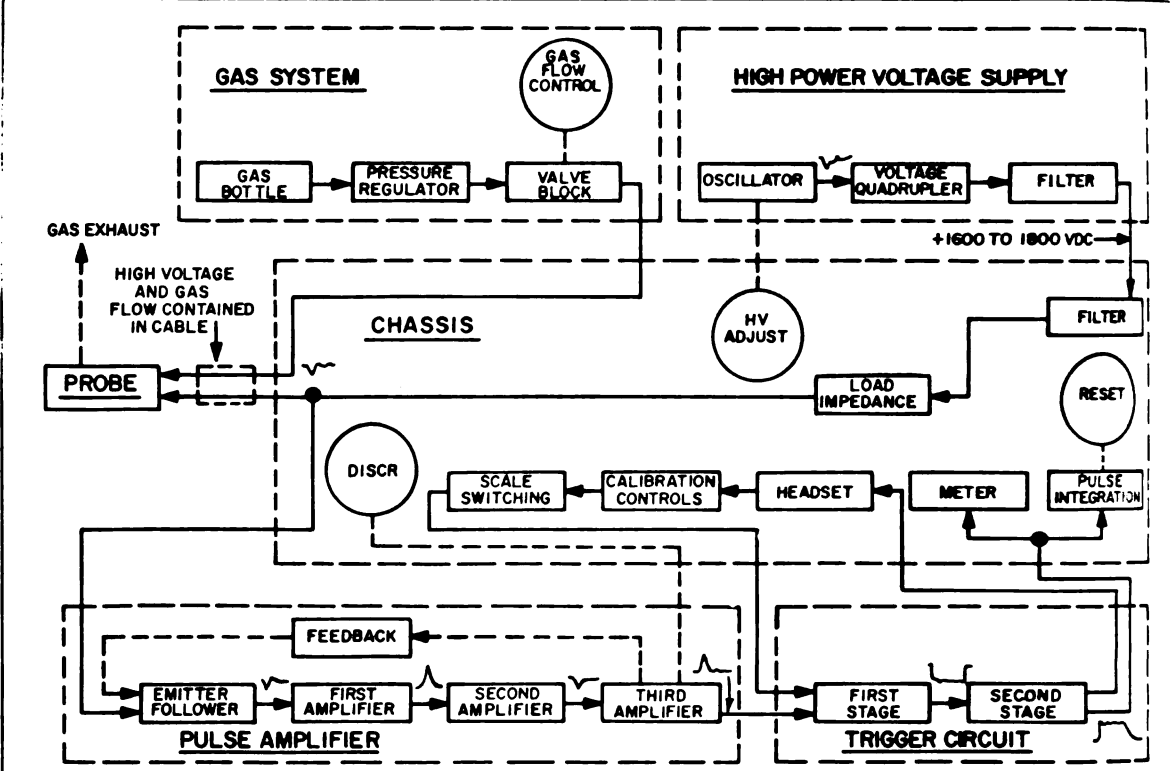 GAS SYSTEM
GAS
FLOW
CONTROL
GAS
BOTTLE
PRESSURE
REGULATOR
VALVE
BLOCK
HIGH POWER VOLTAGE SUPPLY
OSCILLATOR
VOLTAGE
QUADRUPLER
FILTER
+1600 TO 1800 VDC
GAS EXHAUST
HIGH VOLTAGE
AND GAS
FLOW CONTAINED
IN CABLE
PROBE
CHASSIS
HV
ADJUST
FILTER
LOAD
IMPEDANCE
RESET
DISCR
SCALE
SWITCHING
CALIBRATION
CONTROLS
HEADSET
METER
PULSE
INTEGRATION
FEEDBACK
EMITTER
FOLLOWER
FIRST
AMPLIFIER
SECOND
AMPLIFIER
THIRD
AMPLIFIER
PULSE AMPLIFIER
FIRST
STAGE
SECOND
STAGE
TRIGGER CIRCUIT